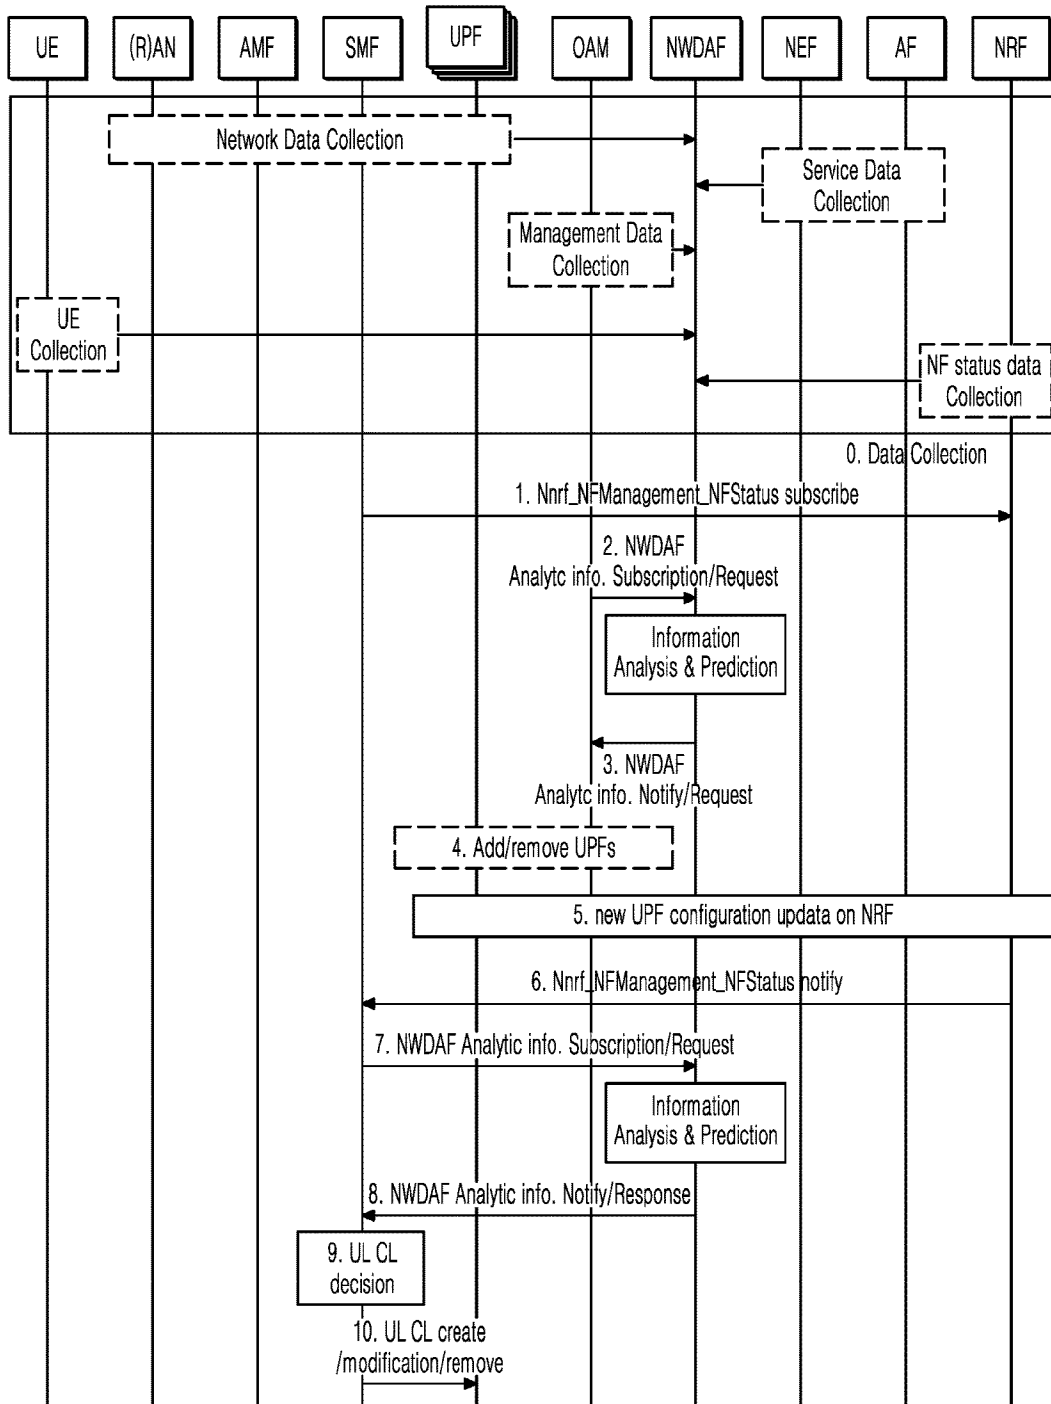 UE
(R)AN
AMF
SMF
UPF
OAM
NWDAF
NEF
AF
NRF
Network Data Collection
Service Data
Collection
Management Data
Collection
UE
Collection
NF status data
Collection
0. Data Collection
1. Nnrf_NFManagement_NFStatus subscribe
2. NWDAF
Analytc info. Subscription/Request
Information
Analysis & Prediction
3. NWDAF
Analytc info. Notify/Request
4. Add/remove UPFs
5. new UPF configuration updata on NRF
6. Nnrf_NFManagement_NFStatus notify
7. NWDAF Analytic info. Subscription/Request
Information
Analysis & Prediction
8. NWDAF Analytic info. Notify/Response
9. UL CL
decision
10. UL CL create
/modification/remove